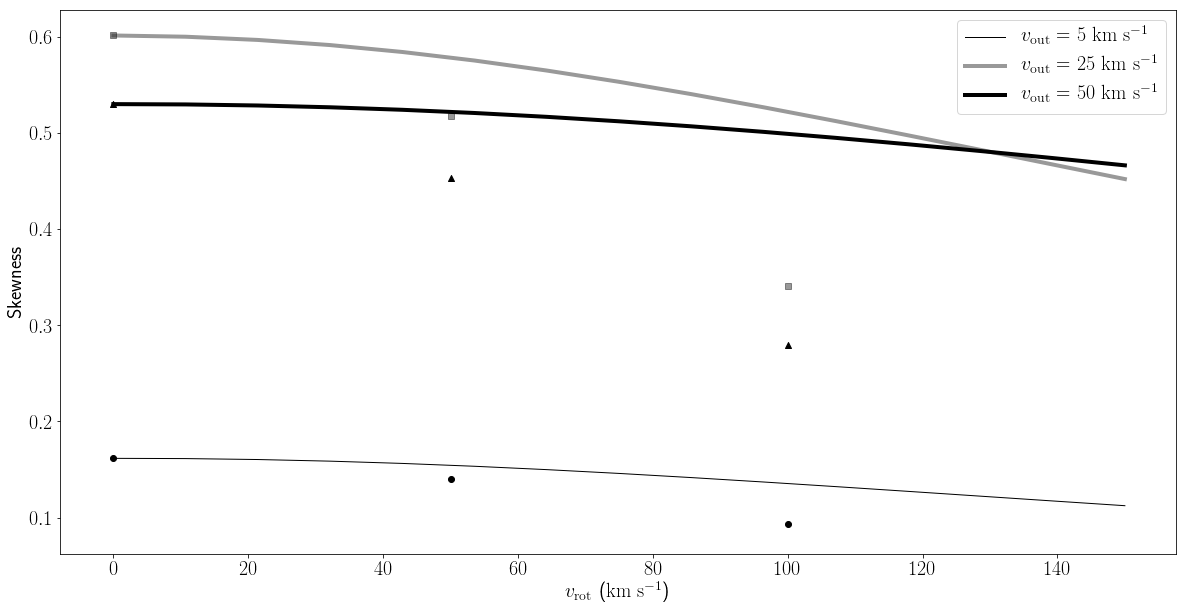 0.6
0.5
0.4
0.3
0.2
0.1
Skewness
v_out = 5 km s⁻¹
v_out = 25 km s⁻¹
v_out = 50 km s⁻¹
0 20 40 60 80 100 120 140
v_rot (km s⁻¹)